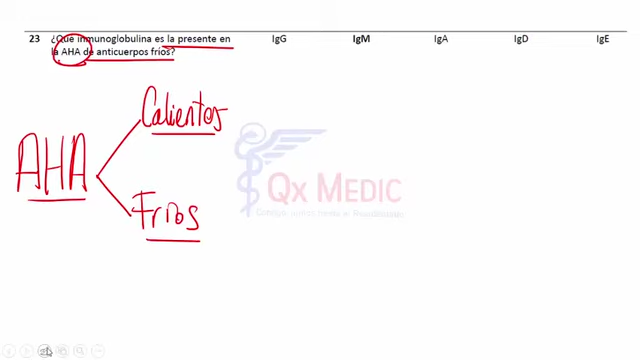 23 ¿Qué inmunoglobulina es la presente en la AHA de anticuerpos fríos? IgG IgM IgA IgD IgE
Calientes
AHA
Fríos
Qx MEDIC